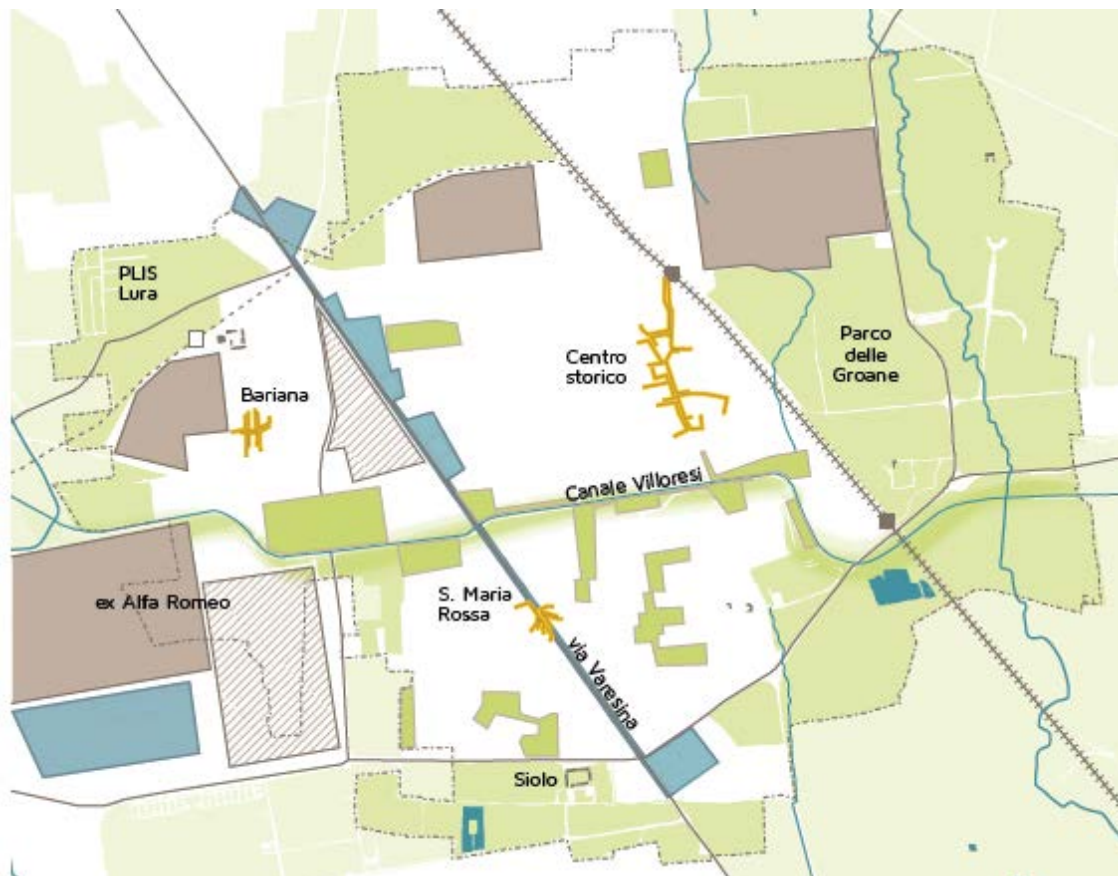 PLIS
Lura
Bariana
Centro
storico
Parco
delle
Groane
Canale Villoresi
ex Alfa Romeo
S. Maria
Rossa
via Varesina
Siolo